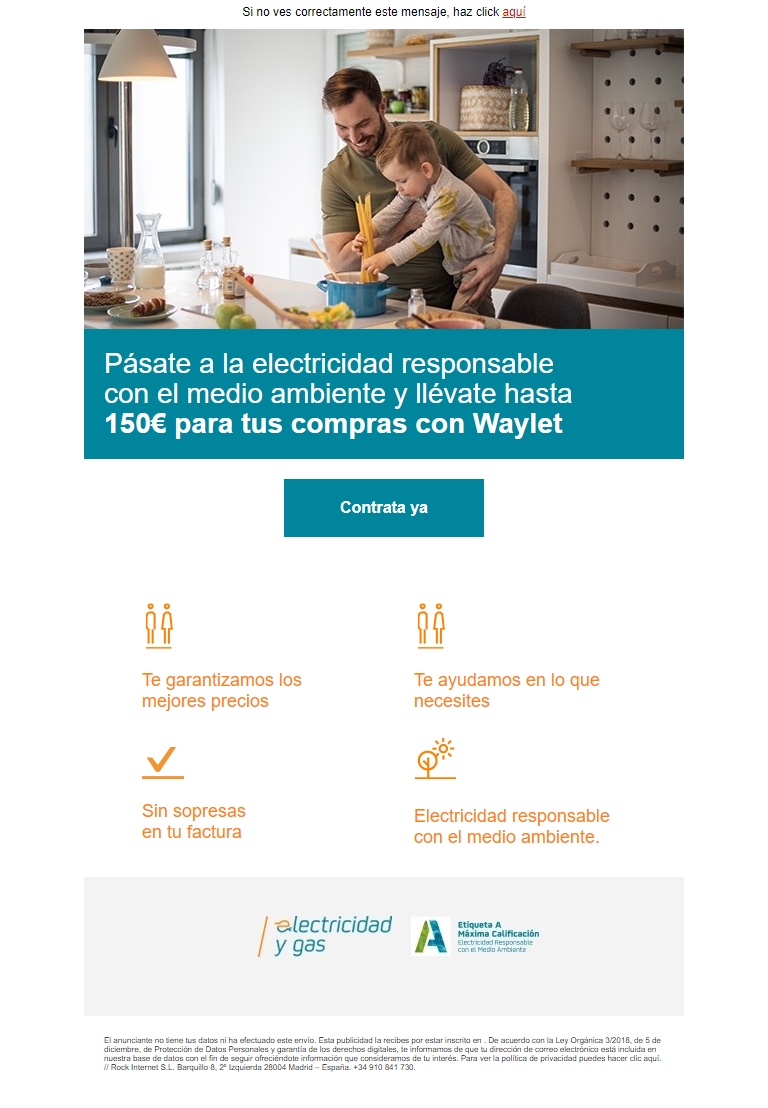 Si no ves correctamente este mensaje, haz click aquí
Pásate a la electricidad responsable
con el medio ambiente y llévate hasta
150€ para tus compras con Waylet
Contrata ya
Te garantizamos los
mejores precios
Te ayudamos en lo que
necesites
Sin sopresas
en tu factura
Electricidad responsable
con el medio ambiente.
electricidad
y gas
A
Etiqueta A
Máxima Calificación
Electricidad Responsable
con el Medio Ambiente
El anunciante no tiene tus datos ni ha efectuado este envío. Esta publicidad la recibes por estar inscrito en . De acuerdo con la Ley Orgánica 3/2018, de 5 de
diciembre, de Protección de Datos Personales y garantía de los derechos digitales, te informamos de que tu dirección de correo electrónico está incluida en
nuestra base de datos con el fin de seguir ofreciéndote información que consideramos de tu interés. Para ver la política de privacidad puedes hacer clic aquí.
// Rock Internet S.L. Barquillo 8, 2º Izquierda 28004 Madrid – España. +34 910 841 730.